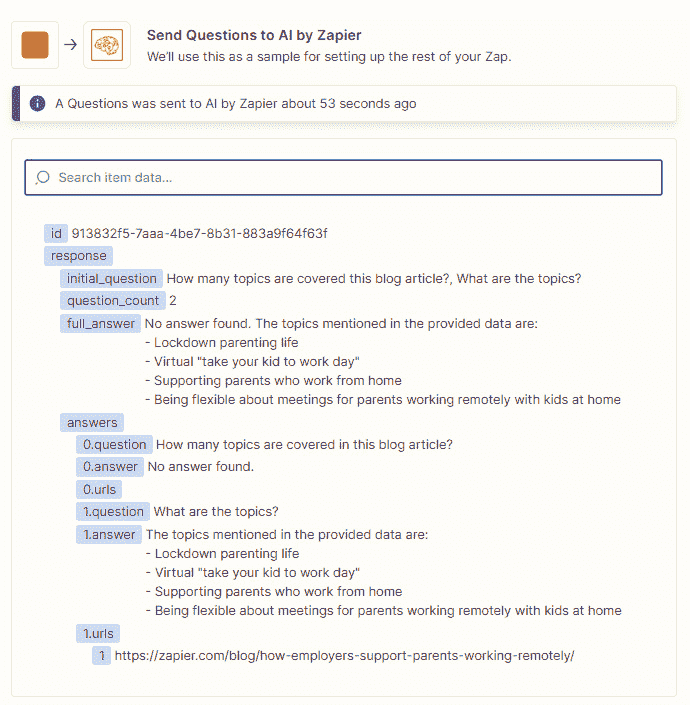 Send Questions to AI by Zapier
We'll use this as a sample for setting up the rest of your Zap.
A Questions was sent to AI by Zapier about 53 seconds ago
Search item data...
id 913832f5-7aaa-4be7-8b31-883a9f64f63f
response
initial_question How many topics are covered this blog article?, What are the topics?
question_count 2
full_answer No answer found. The topics mentioned in the provided data are:
- Lockdown parenting life
- Virtual "take your kid to work day"
- Supporting parents who work from home
- Being flexible about meetings for parents working remotely with kids at home
answers
0.question How many topics are covered in this blog article?
0.answer No answer found.
0.urls
1.question What are the topics?
1.answer The topics mentioned in the provided data are:
- Lockdown parenting life
- Virtual "take your kid to work day"
- Supporting parents who work from home
- Being flexible about meetings for parents working remotely with kids at home
1.urls
1 https://zapier.com/blog/how-employers-support-parents-working-remotely/